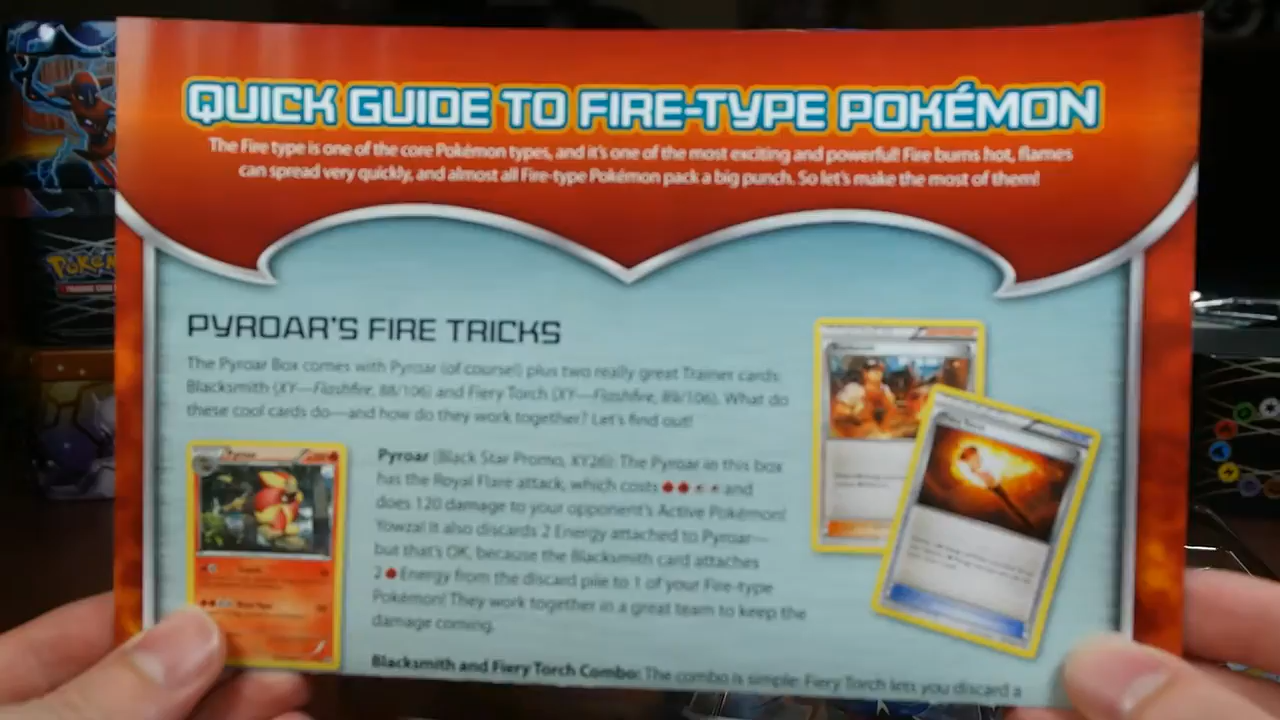 QUICK GUIDE TO FIRE-TYPE POKÉMON
The Fire type is one of the core Pokémon types, and it's one of the most exciting and powerful! Fire burns hot, flames
can spread very quickly, and almost all Fire-type Pokémon pack a big punch. So let's make the most of them!
POKÉM
PYROAR'S FIRE TRICKS
The Pyroar Box comes with Pyroar (of course!) plus two really great Trainer cards:
Blacksmith (XY—Flashfire, 88/106) and Fiery Torch (XY—Flashfire, 89/106). What do
these cool cards do—and how do they work together? Let's find out!
Pyroar
Pyroar (Black Star Promo, XY26): The Pyroar in this box
has the Royal Flare attack, which costs and
does 120 damage to your opponent's Active Pokémon!
Yowza! It also discards 2 Energy attached to Pyroar—
but that's OK, because the Blacksmith card attaches
2 Energy from the discard pile to 1 of your Fire-type
Pokémon! They work together in a great team to keep the
damage coming.
Blacksmith and Fiery Torch Combo: The combo is simple: Fiery Torch lets you discard a